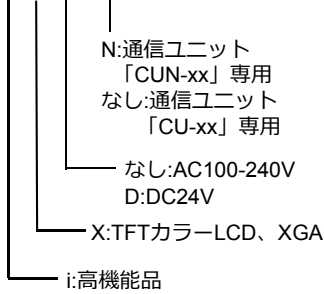 N:通信ユニット
「CUN-xx」専用
なし:通信ユニット
「CU-xx」専用
なし:AC100-240V
D:DC24V
X:TFTカラーLCD、XGA
i:高機能品